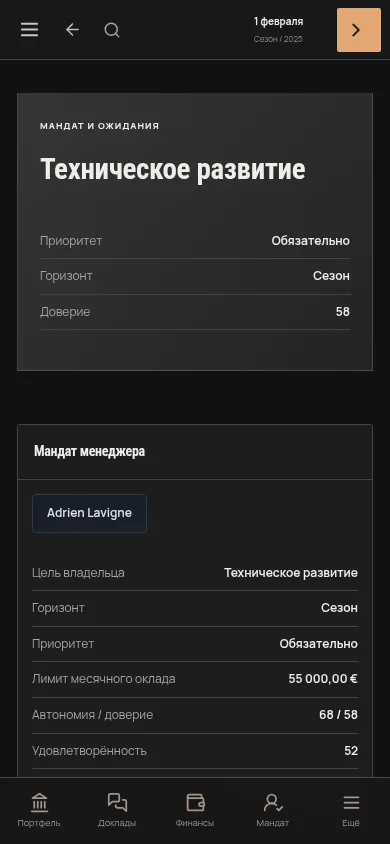 1 февраля
Сезон / 2025
МАНДАТ И ОЖИДАНИЯ
Техническое развитие
Приоритет Обязательно
Горизонт Сезон
Доверие 58
Мандат менеджера
Adrien Lavigne
Цель владельца Техническое развитие
Горизонт Сезон
Приоритет Обязательно
Лимит месячного оклада 55 000,00 €
Автономия / доверие 68 / 58
Удовлетворённость 52
Портфель Доклады Финансы Мандат Ещё